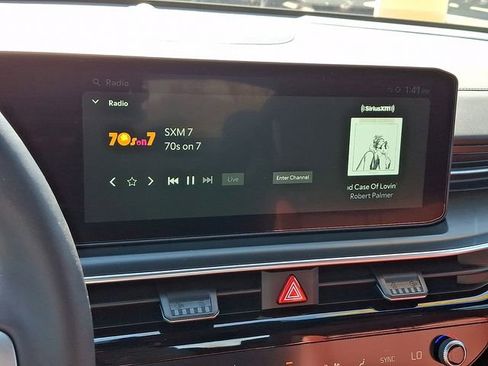 Radio
1:41
Radio
((SiriusXM))
70s on 7
SXM 7
70s on 7
Live
Enter Channel
d Case Of Lovin'
Robert Palmer
SYNC
LO